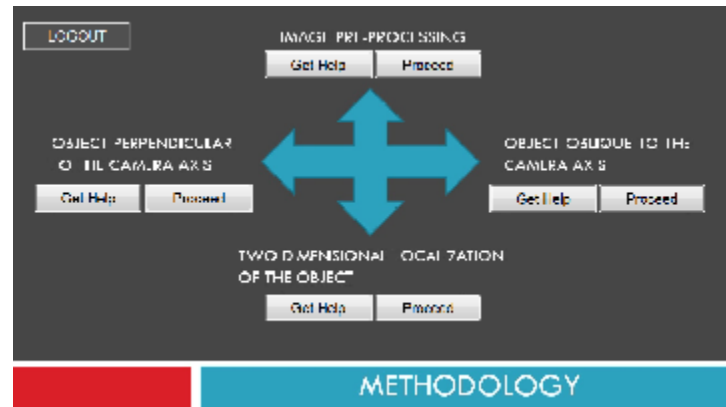 LOGOUT
IMAGE PRE-PROCESSING
Get Help Proceed
OBJECT PERPENDICULAR
TO THE CAMERA AXIS
Get Help Proceed
OBJECT OBLIQUE TO THE
CAMERA AXIS
Get Help Proceed
TWO DIMENSIONAL LOCALIZATION
OF THE OBJECT
Get Help Proceed
METHODOLOGY